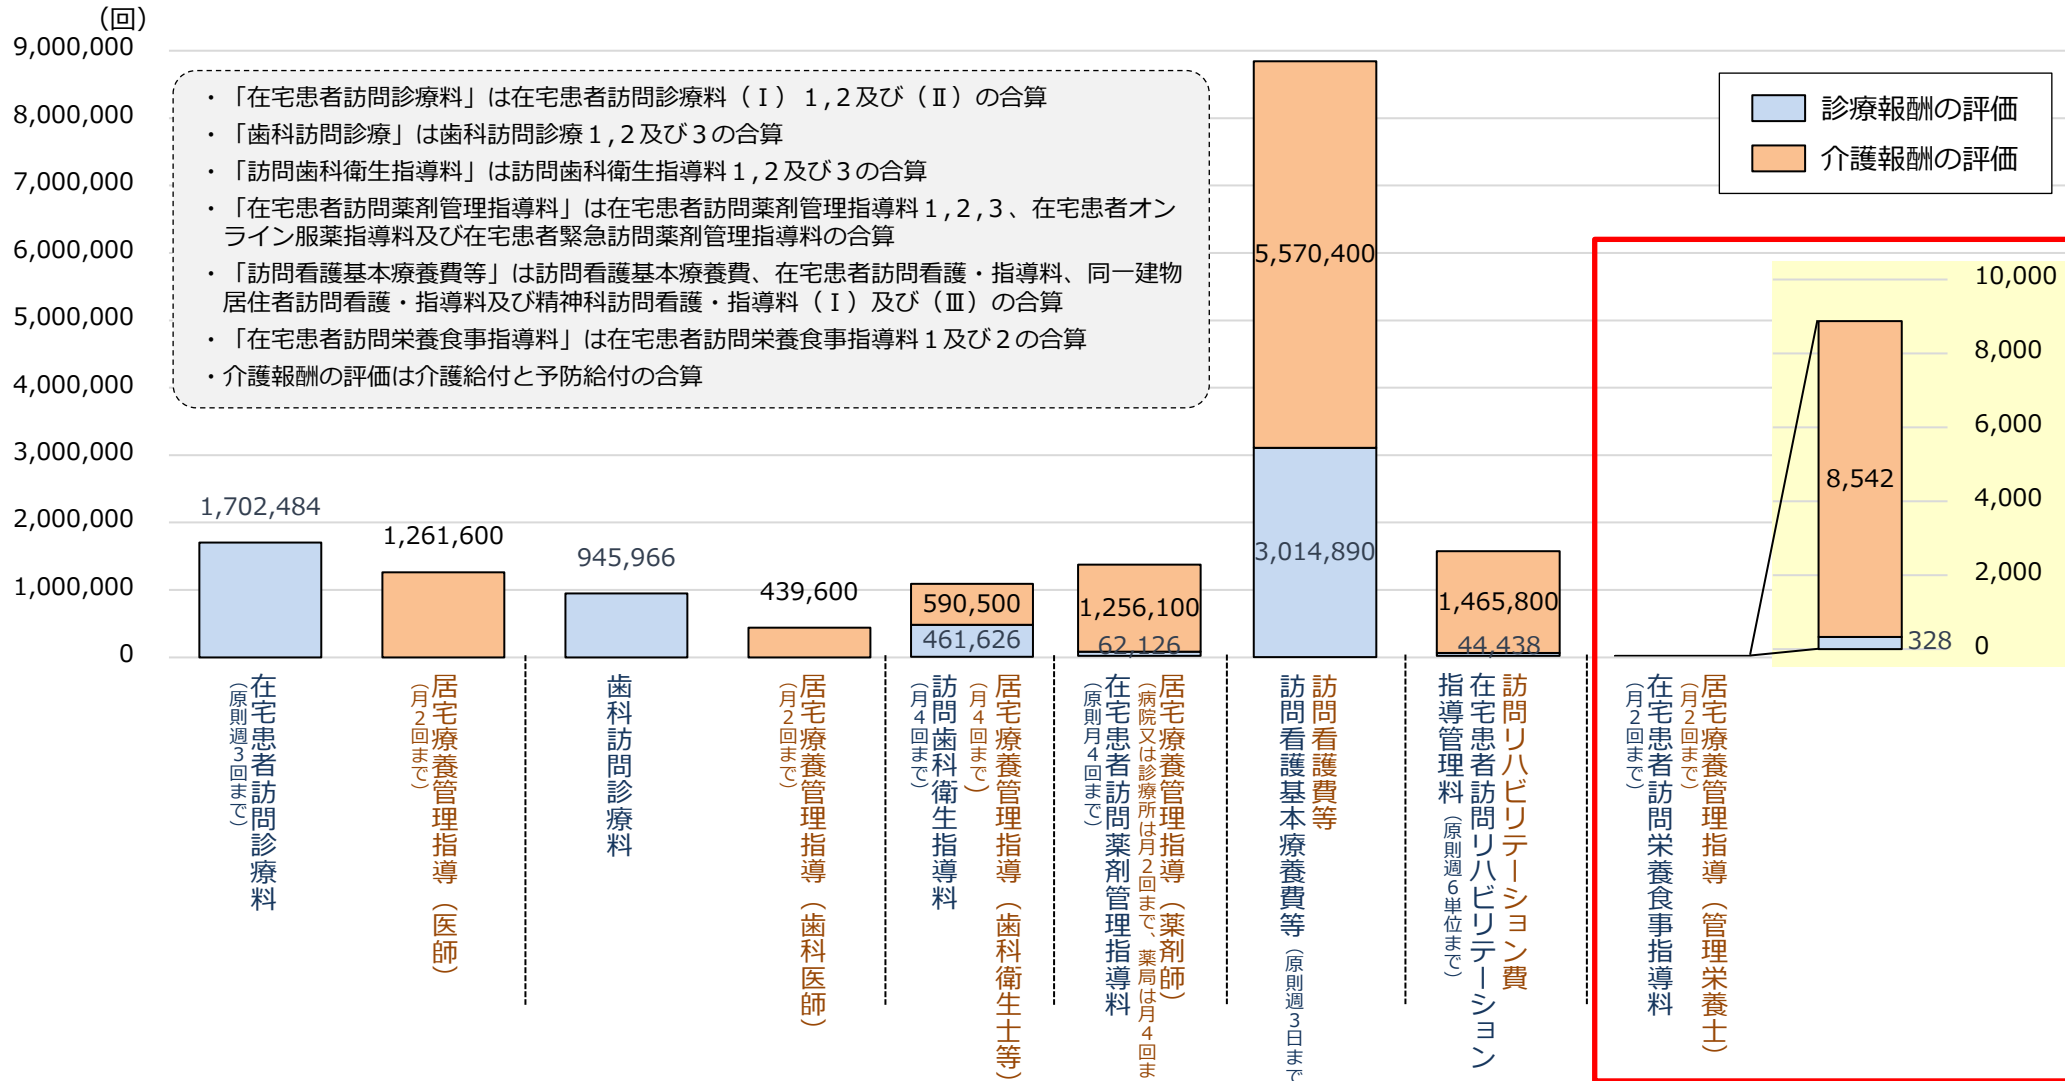 （回）
9,000,000
8,000,000
7,000,000
6,000,000
5,000,000
4,000,000
3,000,000
2,000,000
1,000,000
0
・「在宅患者訪問診療料」は在宅患者訪問診療料（Ⅰ）1,2及び（Ⅱ）の合算
・「歯科訪問診療」は歯科訪問診療１,２及び３の合算
・「訪問歯科衛生指導料」は訪問歯科衛生指導料１,２及び３の合算
・「在宅患者訪問薬剤管理指導料」は在宅患者訪問薬剤管理指導料１,２,３、在宅患者オン
ライン服薬指導料及び在宅患者緊急訪問薬剤管理指導料の合算
・「訪問看護基本療養費等」は訪問看護基本療養費、在宅患者訪問看護・指導料、同一建物
居住者訪問看護・指導料及び精神科訪問看護・指導料（Ⅰ）及び（Ⅲ）の合算
・「在宅患者訪問栄養食事指導料」は在宅患者訪問栄養食事指導料１及び２の合算
・介護報酬の評価は介護給付と予防給付の合算
診療報酬の評価
介護報酬の評価
1,702,484
1,261,600
945,966
439,600
590,500
461,626
1,256,100
62,126
5,570,400
3,014,890
1,465,800
44,438
8,542
328
10,000
8,000
6,000
4,000
2,000
0
在宅患者訪問診療料
（原則週３回まで）
居宅療養管理指導（医師）
（月２回まで）
歯科訪問診療料
居宅療養管理指導（歯科医師）
（月２回まで）
居宅療養管理指導（歯科衛生士等）
（月４回まで）
訪問歯科衛生指導料
（月４回まで）
居宅療養管理指導（薬剤師）
（病院又は診療所は月２回まで、薬局は月４回ま
在宅患者訪問薬剤管理指導料
（原則月４回まで）
訪問看護費等
訪問看護基本療養費等（原則週３日まで
訪問リハビリテーション費
在宅患者訪問リハビリテーション
指導管理料（原則週６単位まで）
居宅療養管理指導（管理栄養士）
（月２回まで）
在宅患者訪問栄養食事指導料
（月２回まで）